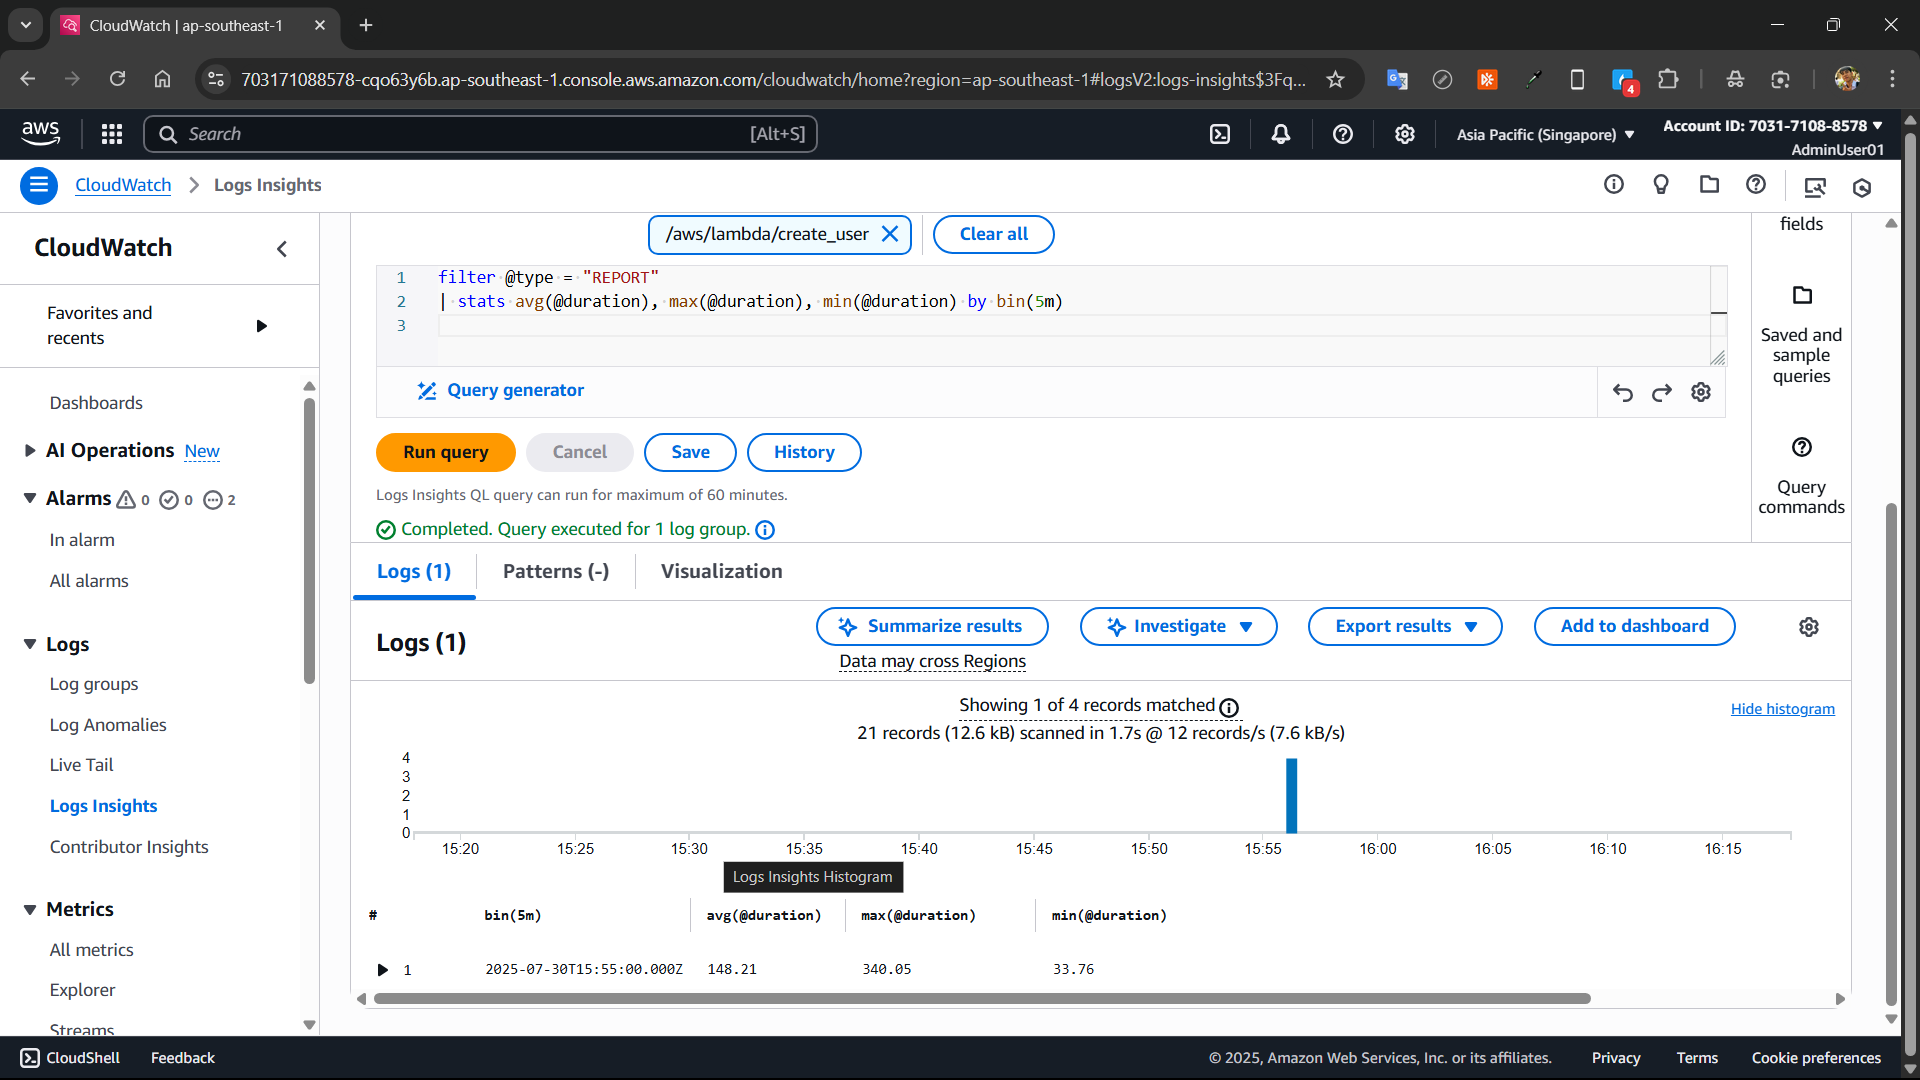 CloudWatch | ap-southeast-1
703171088578-cqo63y6b.ap-southeast-1.console.aws.amazon.com/cloudwatch/home?region=ap-southeast-1#logsV2:logs-insights$3Fq...
4
aws
Search
[Alt+S]
Asia Pacific (Singapore)
Account ID: 7031-7108-8578
AdminUser01
CloudWatch
Logs Insights
CloudWatch
Favorites and
recents
Dashboards
AI Operations New
Alarms 0 0 2
In alarm
All alarms
Logs
Log groups
Log Anomalies
Live Tail
Logs Insights
Contributor Insights
Metrics
All metrics
Explorer
Streams
/aws/lambda/create_user
Clear all
1 filter @type = "REPORT"
2 | stats avg(@duration), max(@duration), min(@duration) by bin(5m)
3
Query generator
fields
Saved and
sample
queries
Query
commands
Run query
Cancel
Save
History
Logs Insights QL query can run for maximum of 60 minutes.
Completed. Query executed for 1 log group.
Logs (1)
Patterns (-)
Visualization
Logs (1)
Summarize results
Data may cross Regions
Investigate
Export results
Add to dashboard
Showing 1 of 4 records matched
21 records (12.6 kB) scanned in 1.7s @ 12 records/s (7.6 kB/s)
Hide histogram
4
3
2
1
0
15:20 15:25 15:30 15:35 15:40 15:45 15:50 15:55 16:00 16:05 16:10 16:15
Logs Insights Histogram
# bin(5m) avg(@duration) max(@duration) min(@duration)
1 2025-07-30T15:55:00.000Z 148.21 340.05 33.76
CloudShell
Feedback
© 2025, Amazon Web Services, Inc. or its affiliates.
Privacy
Terms
Cookie preferences